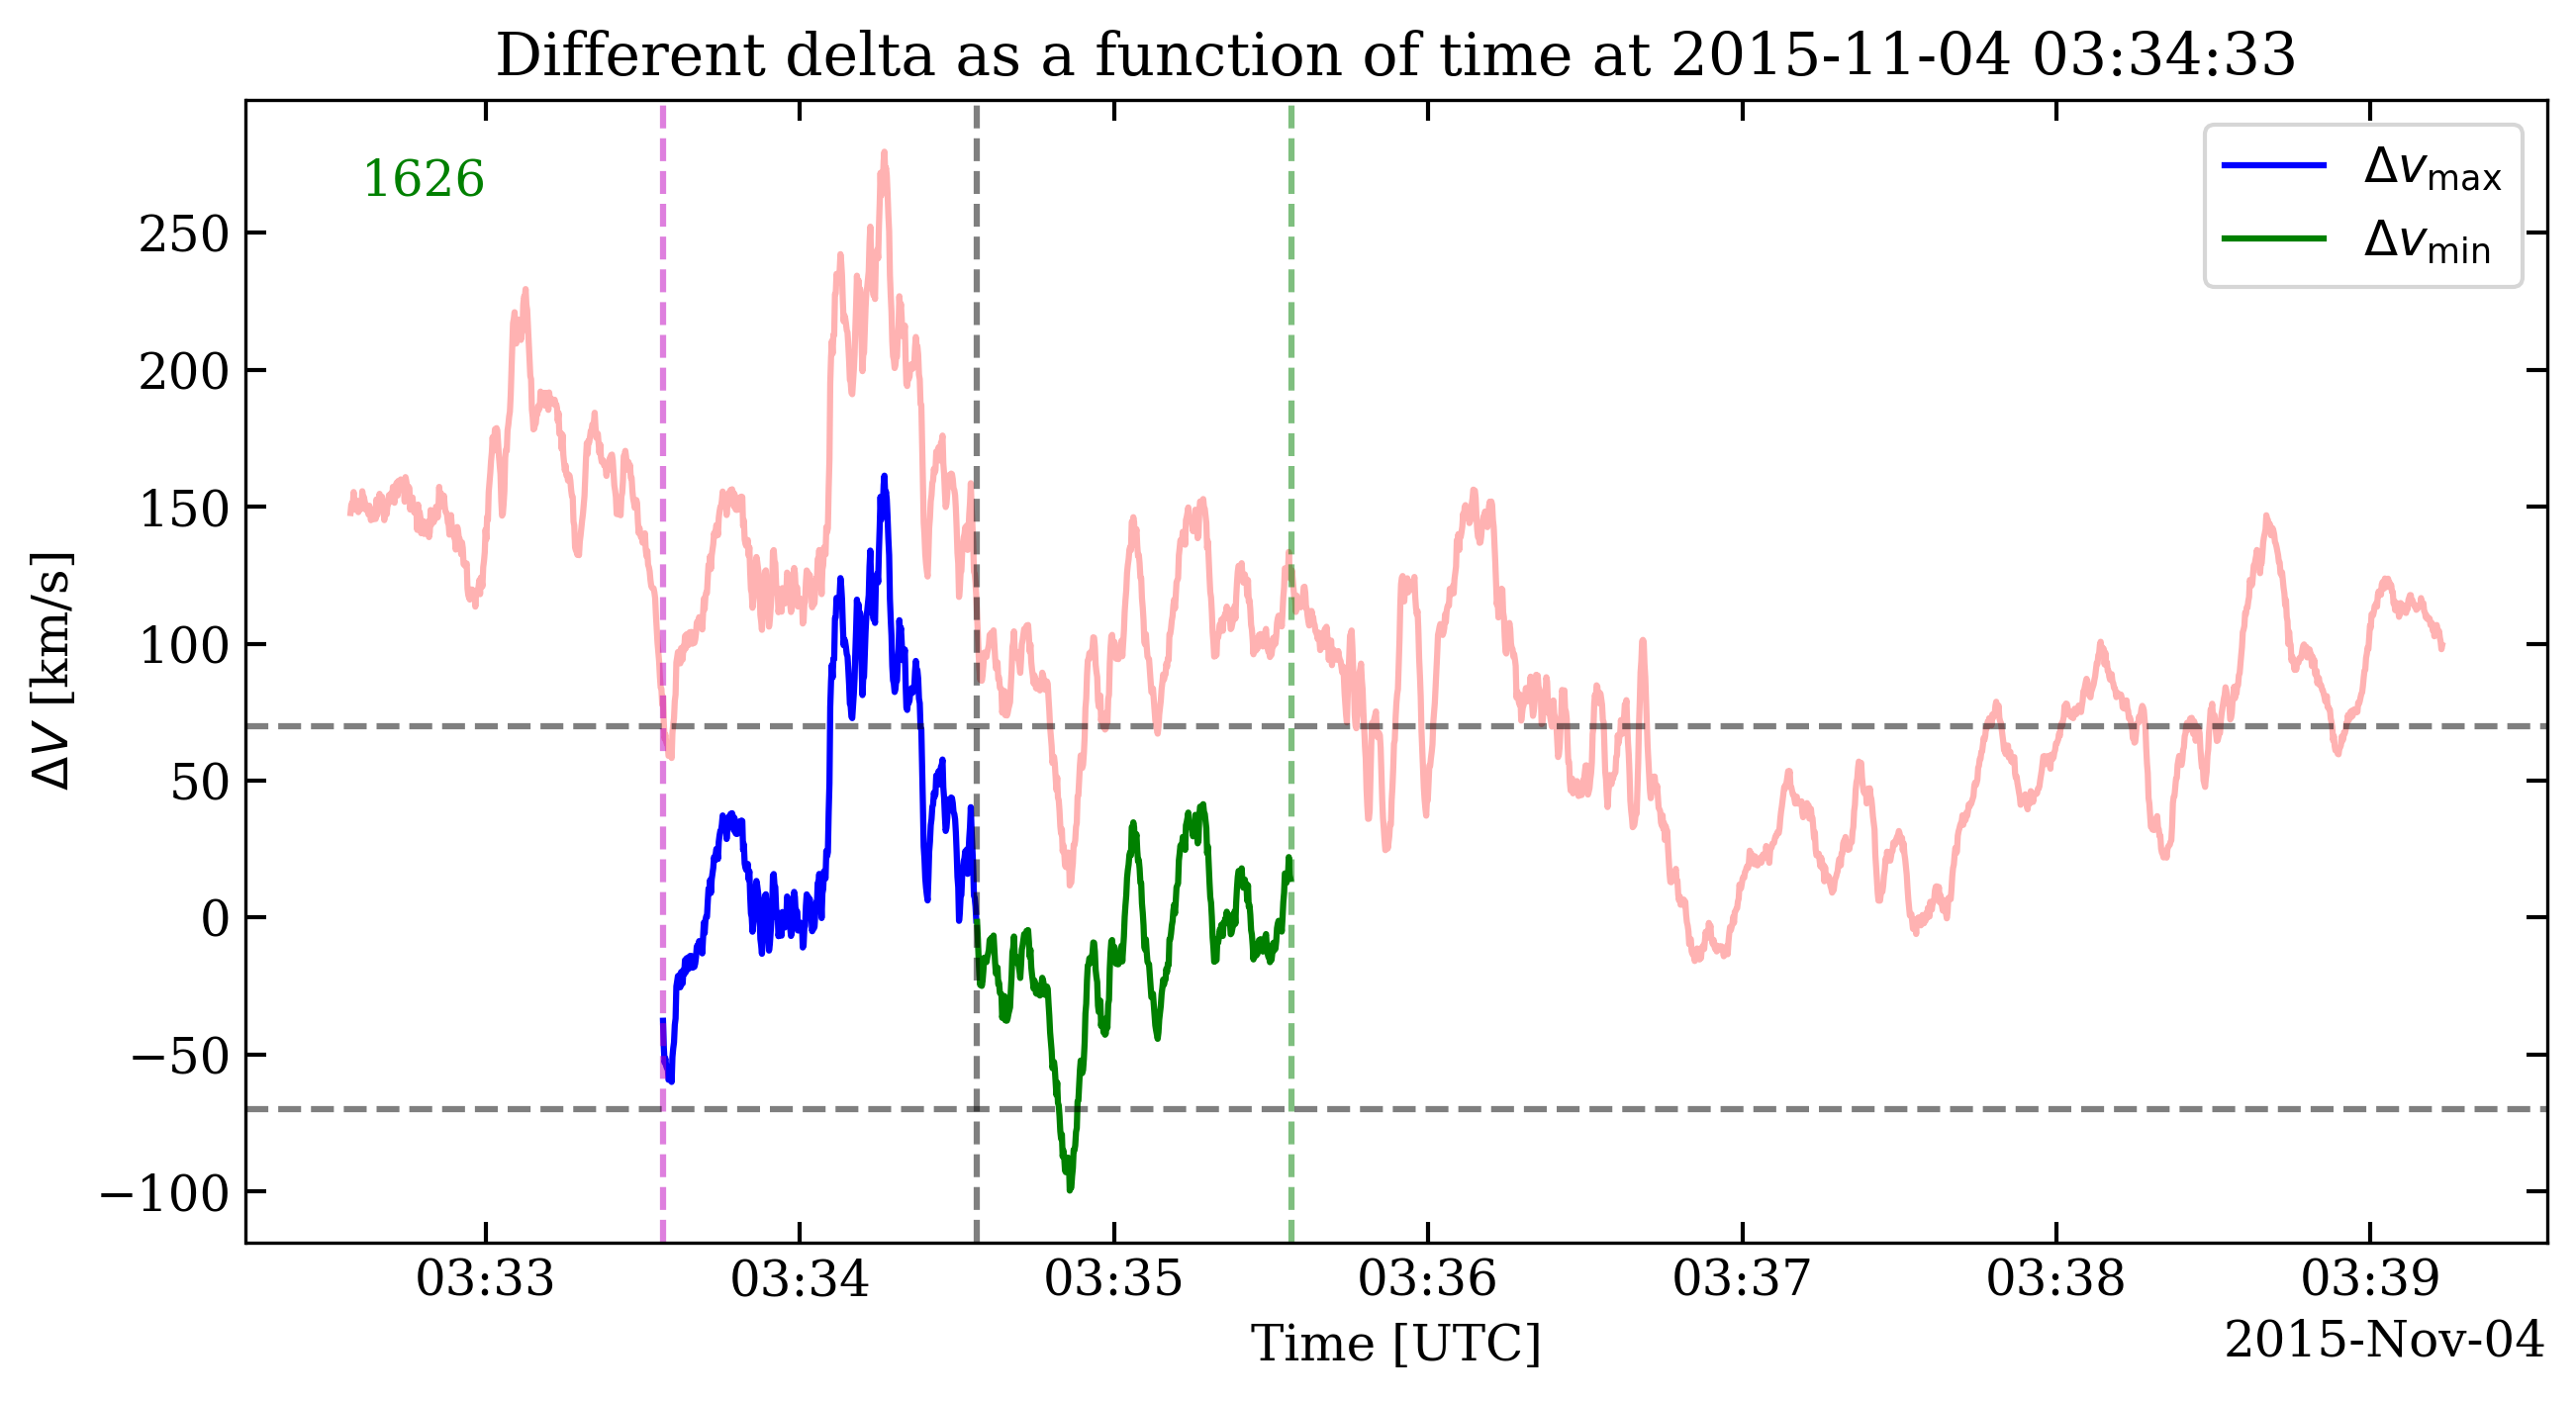 Different delta as a function of time at 2015-11-04 03:34:33
1626
Δv_max
Δv_min
ΔV [km/s]
250
200
150
100
50
0
−50
−100
03:33 03:34 03:35 03:36 03:37 03:38 03:39
Time [UTC]
2015-Nov-04